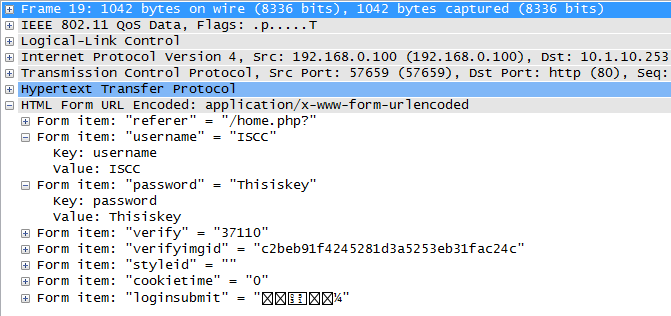 Frame 19: 1042 bytes on wire (8336 bits), 1042 bytes captured (8336 bits)
IEEE 802.11 QoS Data, Flags: .p.....T
Logical-Link Control
Internet Protocol Version 4, Src: 192.168.0.100 (192.168.0.100), Dst: 10.1.10.253
Transmission Control Protocol, Src Port: 57659 (57659), Dst Port: http (80), Seq:
Hypertext Transfer Protocol
HTML Form URL Encoded: application/x-www-form-urlencoded
Form item: "referer" = "/home.php?"
Form item: "username" = "ISCC"
Key: username
Value: ISCC
Form item: "password" = "Thisiskey"
Key: password
Value: Thisiskey
Form item: "verify" = "37110"
Form item: "verifyimgid" = "c2beb91f4245281d3a5253eb31fac24c"
Form item: "styleid" = ""
Form item: "cookietime" = "0"
Form item: "loginsubmit" = "¼"